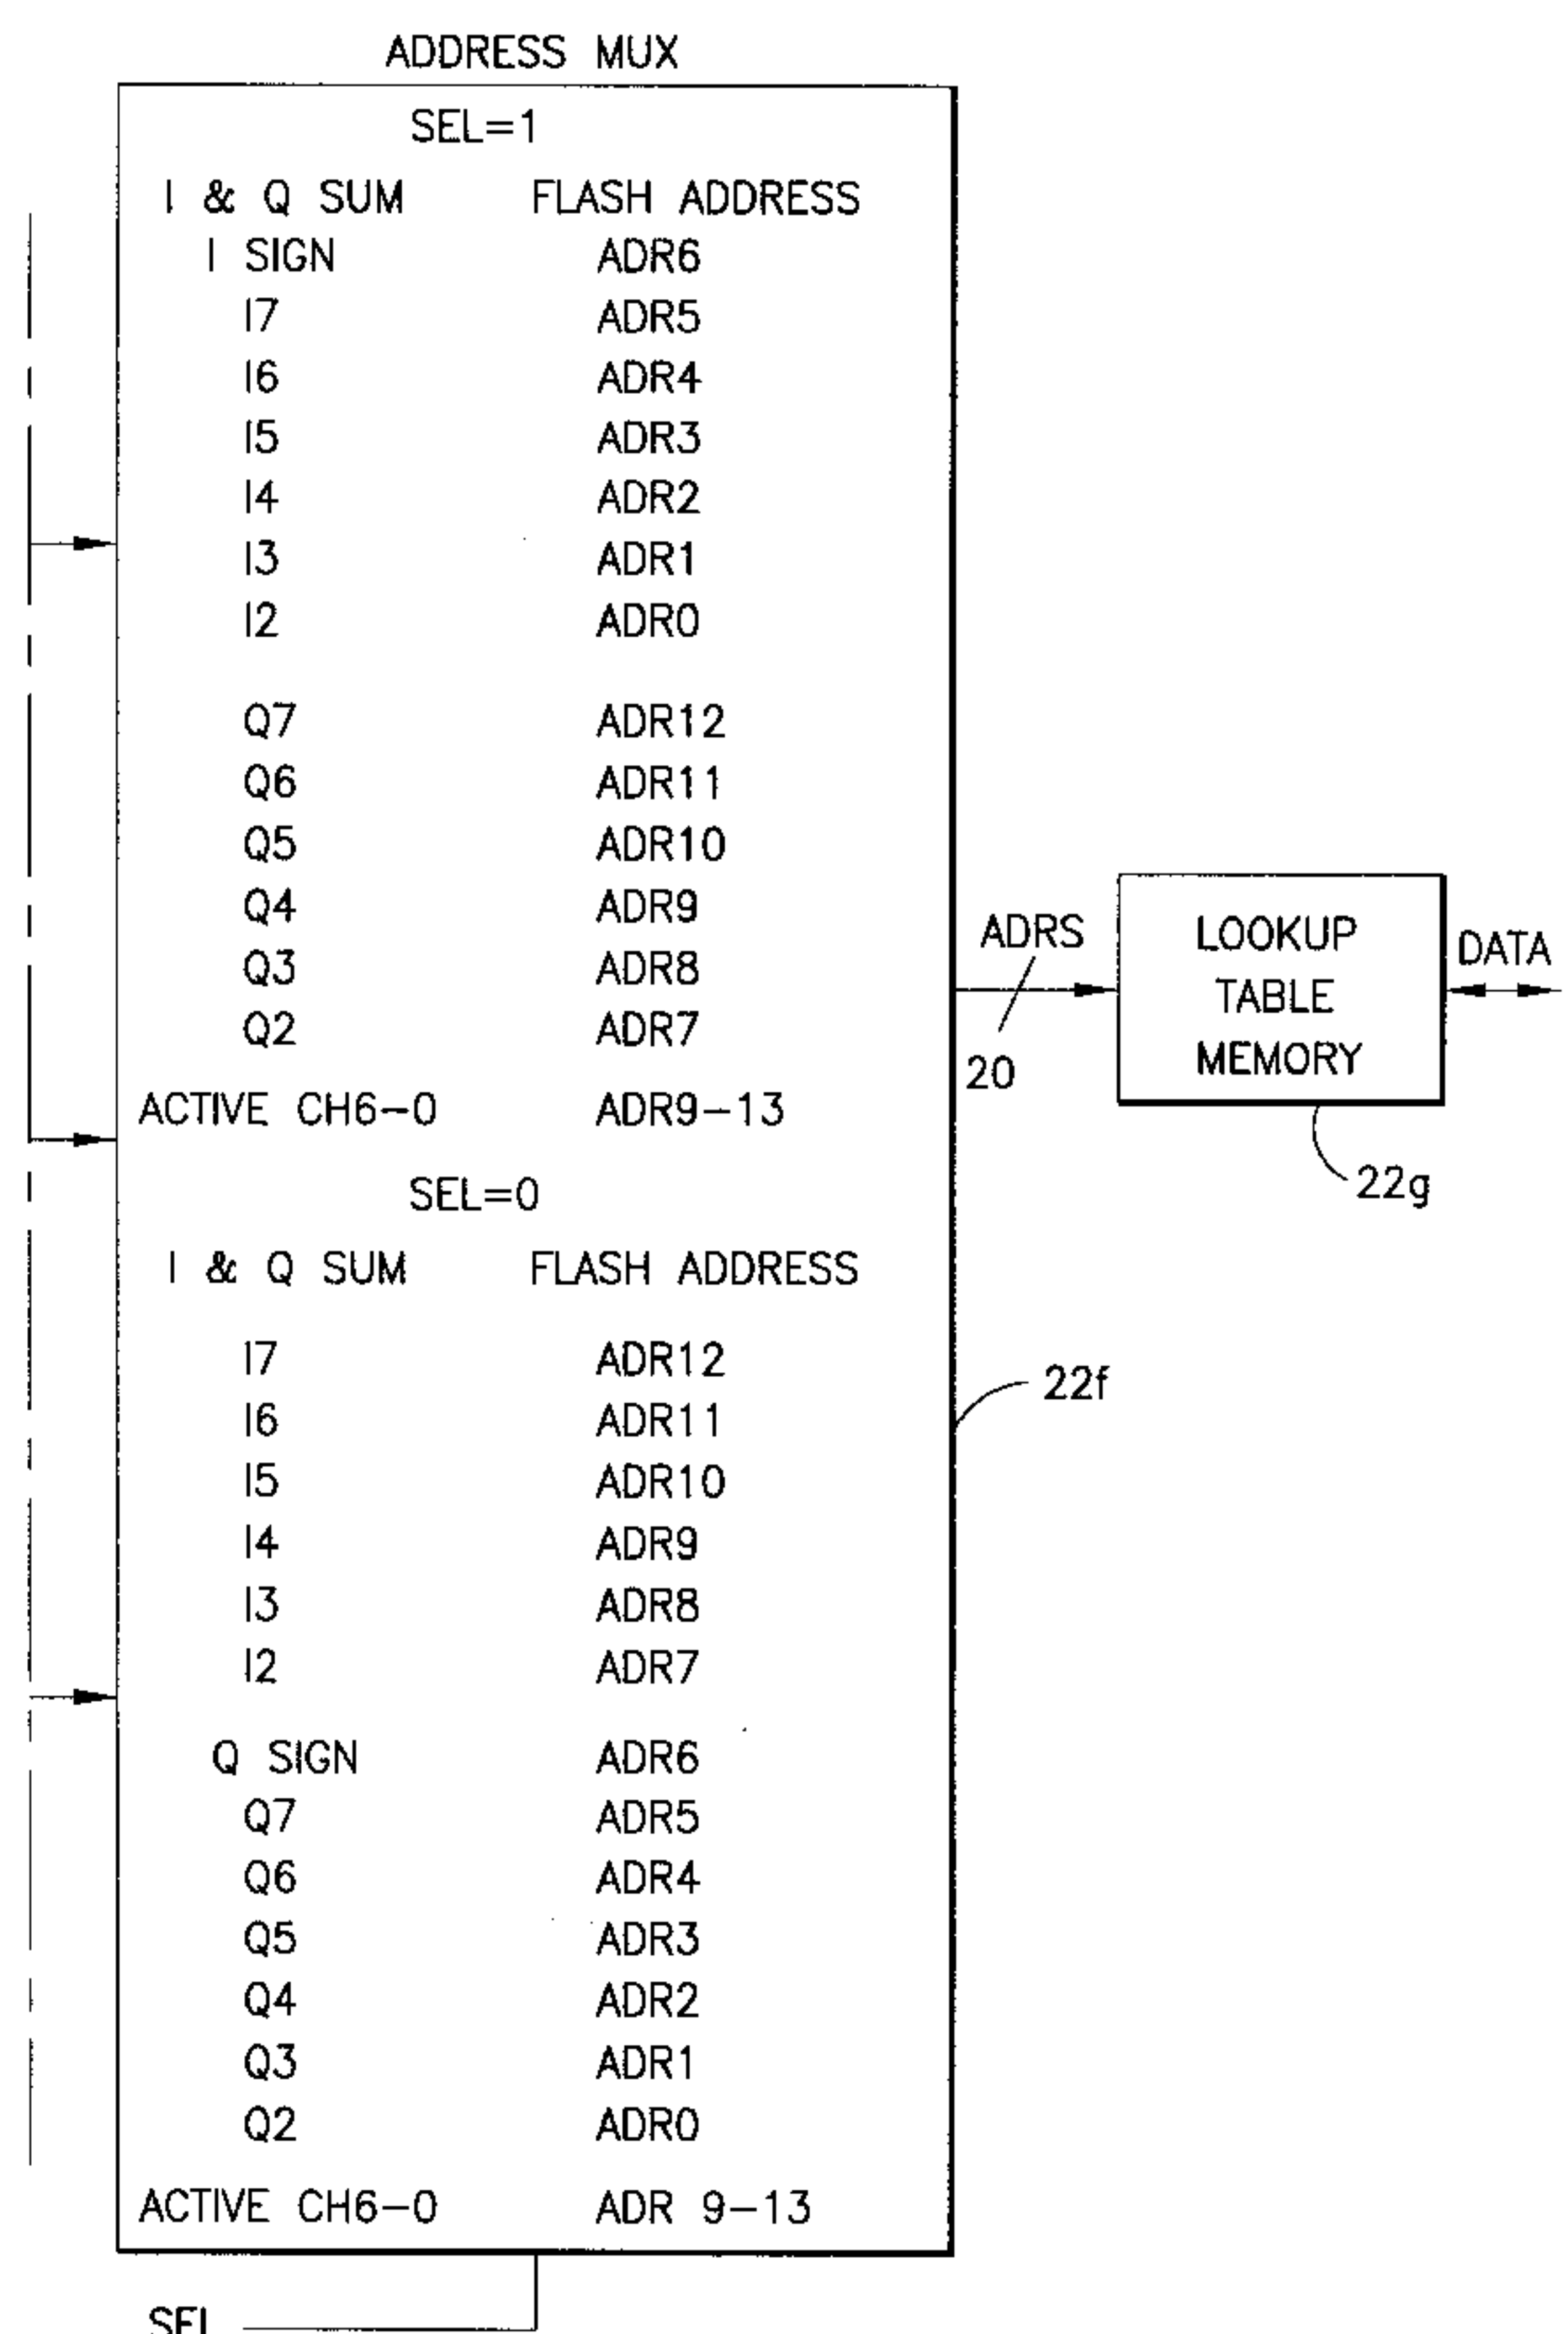 ADDRESS MUX
SEL=1
I & Q SUM FLASH ADDRESS
I SIGN ADR6
I7 ADR5
I6 ADR4
I5 ADR3
I4 ADR2
I3 ADR1
I2 ADR0
Q7 ADR12
Q6 ADR11
Q5 ADR10
Q4 ADR9
Q3 ADR8
Q2 ADR7
ACTIVE CH6-0 ADR9-13
SEL=0
I & Q SUM FLASH ADDRESS
I7 ADR12
I6 ADR11
I5 ADR10
I4 ADR9
I3 ADR8
I2 ADR7
Q SIGN ADR6
Q7 ADR5
Q6 ADR4
Q5 ADR3
Q4 ADR2
Q3 ADR1
Q2 ADR0
ACTIVE CH6-0 ADR 9-13
SEL
ADRS
20
LOOKUP
TABLE
MEMORY
DATA
22g
22f